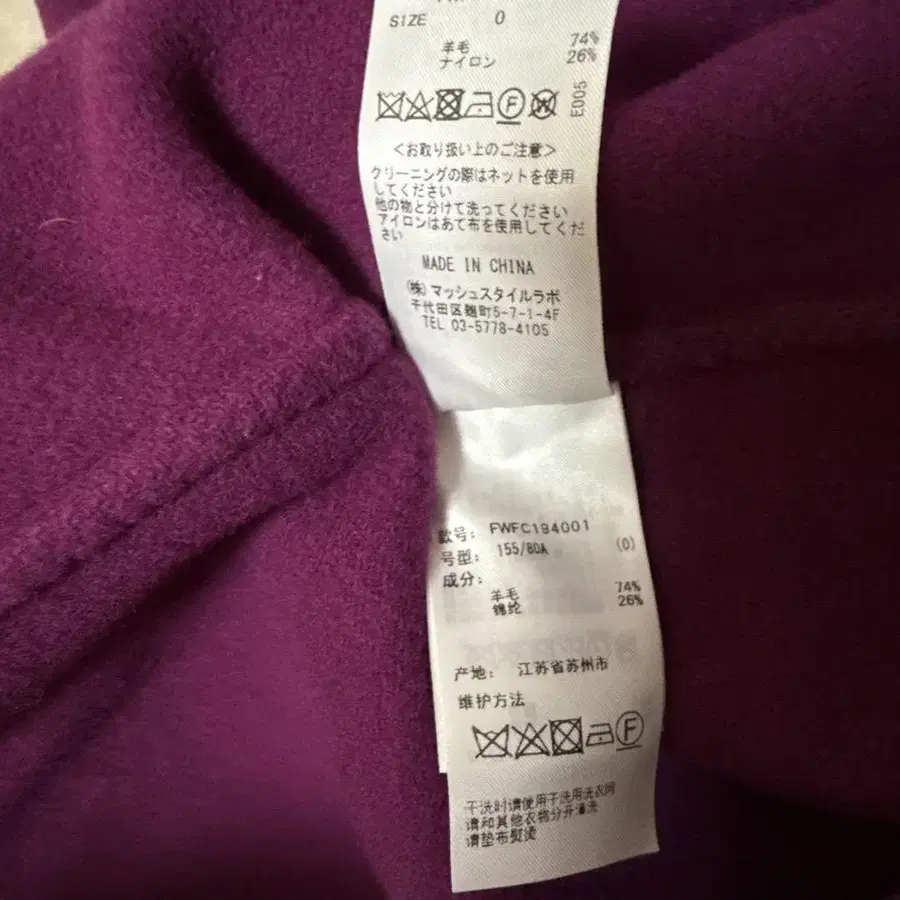 SIZE 0
羊毛 74%
ナイロン 26%
E005
<お取り扱い上のご注意>
クリーニングの際はネットを使用
してください
他の物と分けて洗ってください
アイロンはあて布を使用してくだ
さい
MADE IN CHINA
(株)マッシュスタイルラボ
千代田区麹町5-7-1-4F
TEL 03-5778-4105
款号: FWFC194001
号型: 155/80A (0)
成分:
羊毛 74%
锦纶 26%
产地: 江苏省苏州市
维护方法
干洗时请使用干洗用洗衣网
请和其他衣物分开清洗
请垫布熨烫